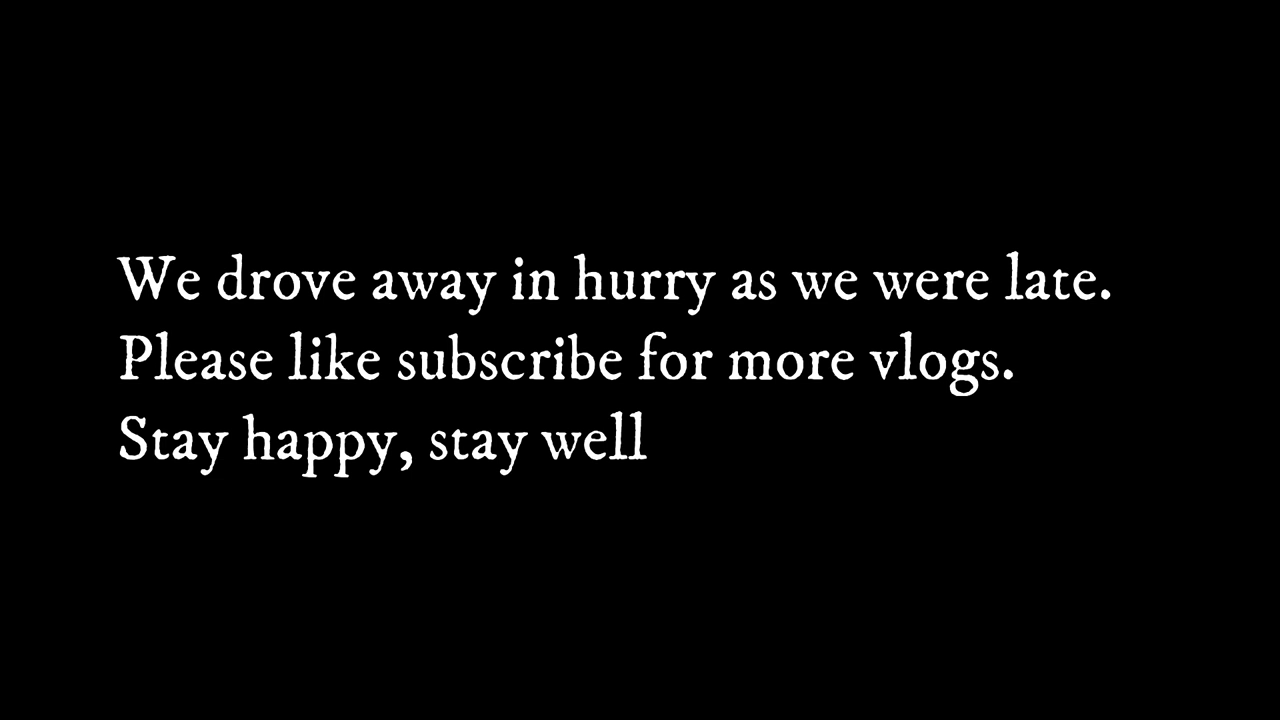 We drove away in hurry as we were late.
Please like subscribe for more vlogs.
Stay happy, stay well